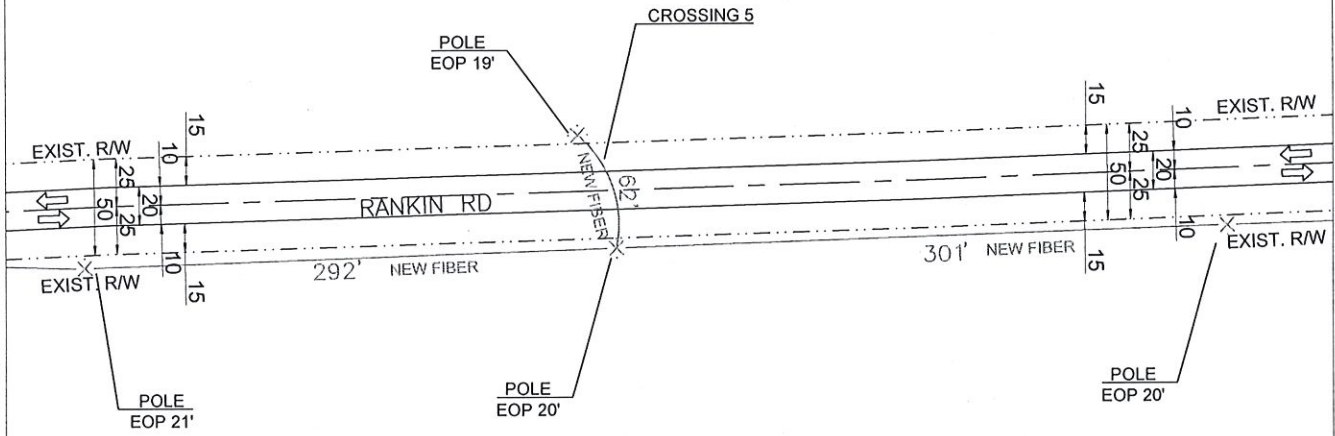 CROSSING 5
POLE
EOP 19'
EXIST. R/W
15
10
25
50
20
25
10
15
EXIST. R/W
RANKIN RD
NEW FIBER
62'
15
25
10
50
20
25
10
15
EXIST. R/W
EXIST. R/W
292' NEW FIBER
301' NEW FIBER
POLE
EOP 21'
POLE
EOP 20'
POLE
EOP 20'